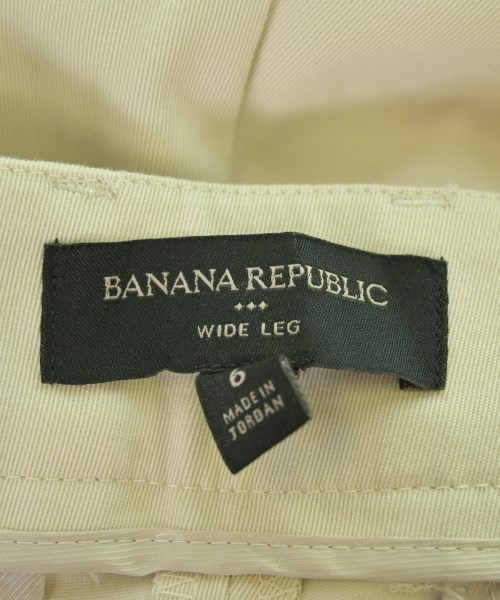 BANANA REPUBLIC
WIDE LEG
6
MADE IN
JORDAN